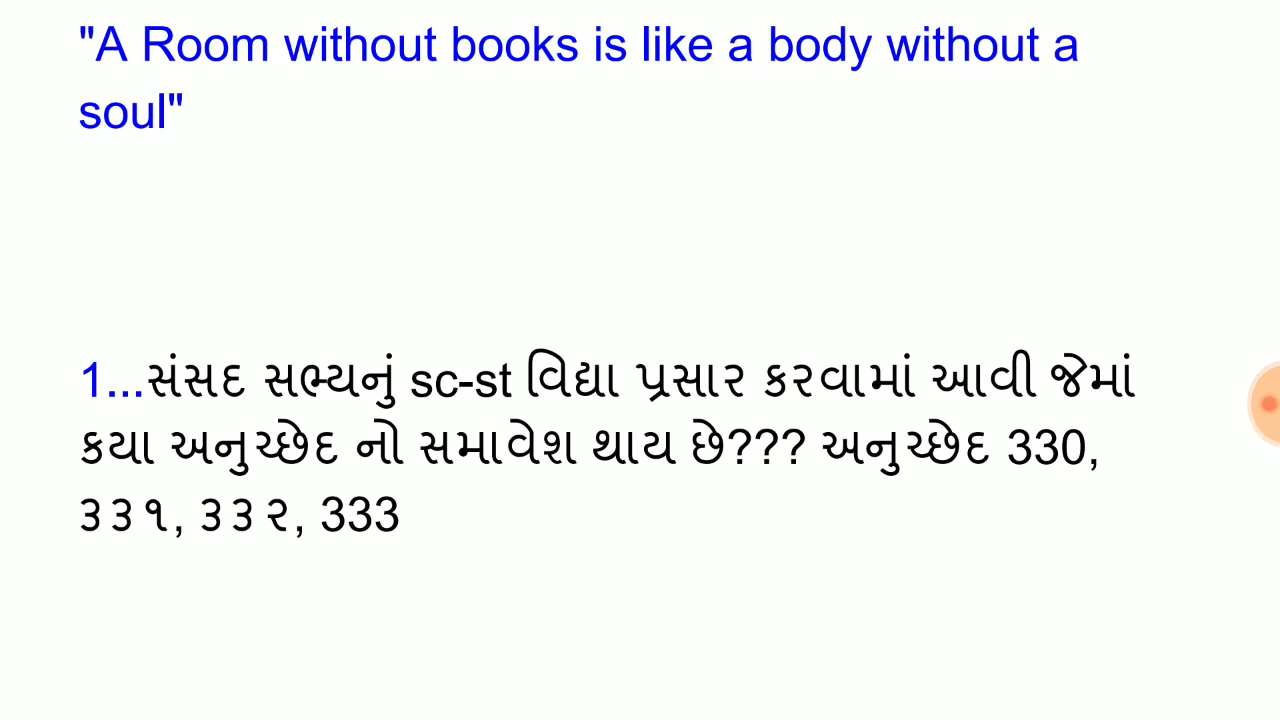 "A Room without books is like a body without a
soul"
1...સંસદ સભ્યનું sc-st વિદ્યા પ્રસાર કરવામાં આવી જેમાં
કયા અનુચ્છેદ નો સમાવેશ થાય છે??? અનુચ્છેદ 330,
૩૩૧, ૩૩૨, 333